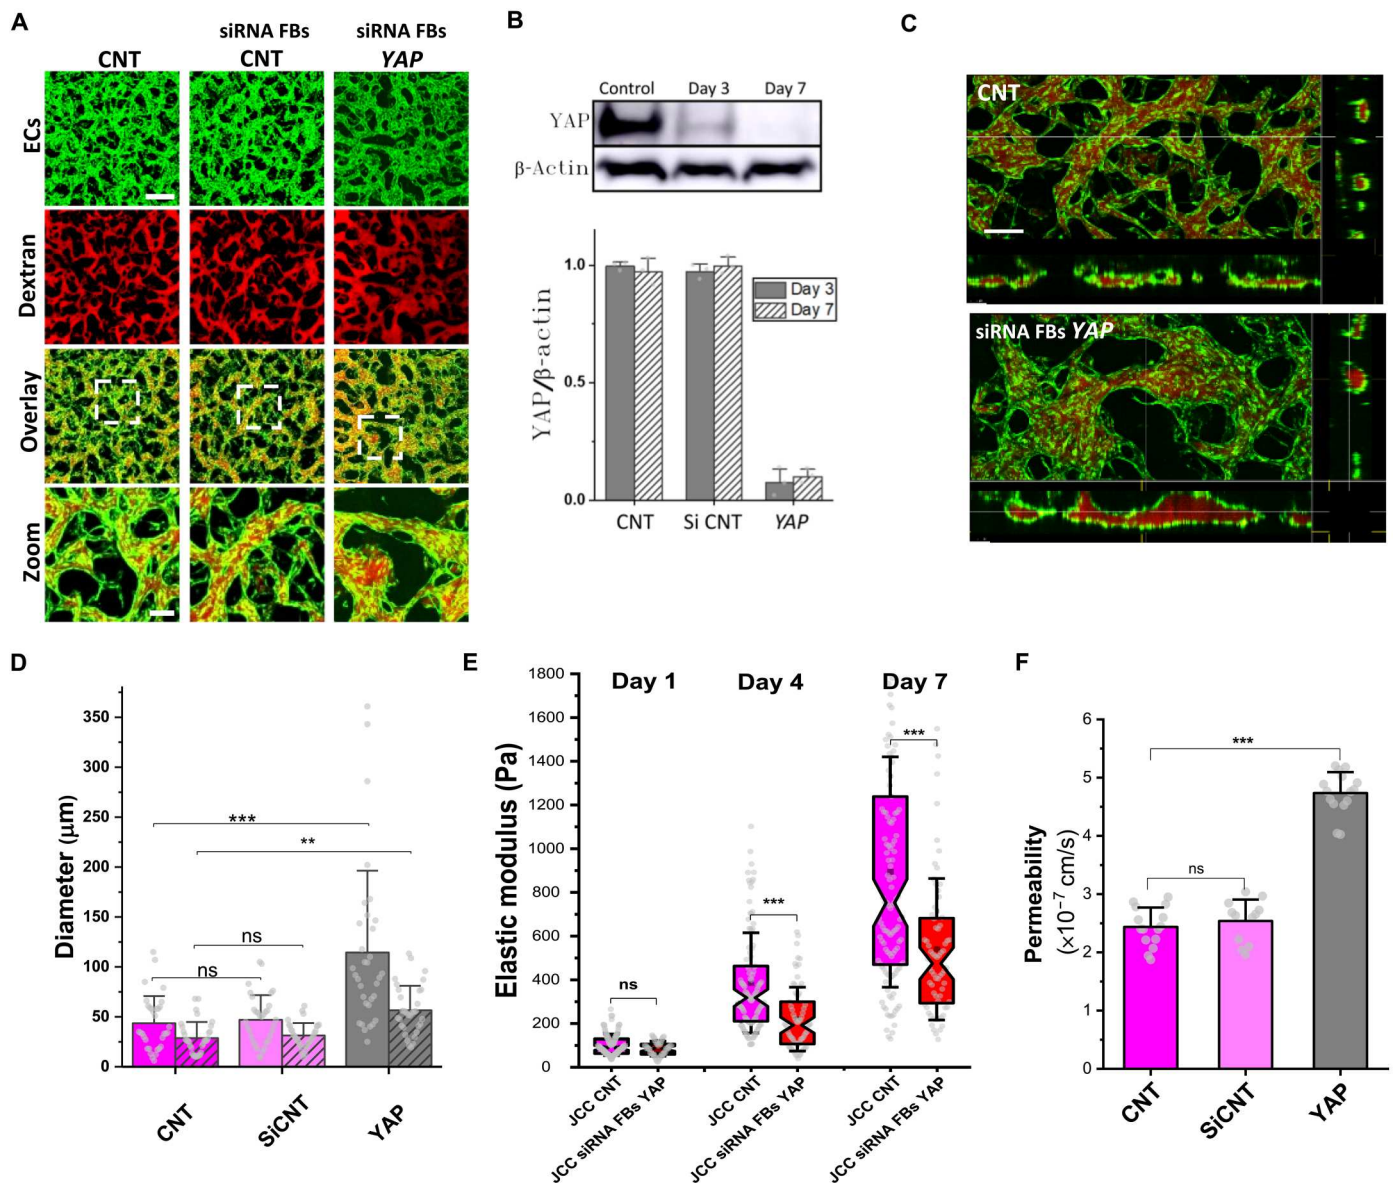 A
siRNA FBs
siRNA FBs
CNT
CNT
YAP
ECs
Dextran
Overlay
Zoom
B
Control
Day 3
Day 7
YAP
β-Actin
1.0
0.5
0.0
YAP/β-actin
Day 3
Day 7
CNT
Si CNT
YAP
C
CNT
siRNA FBs YAP
D
350
300
250
200
150
100
50
0
Diameter (μm)
***
**
ns
ns
CNT
SiCNT
YAP
E
1800
1600
1400
1200
1000
800
600
400
200
0
Elastic modulus (Pa)
Day 1
Day 4
Day 7
ns
***
***
JCC CNT
JCC siRNA FBs YAP
JCC CNT
JCC siRNA FBs YAP
JCC CNT
JCC siRNA FBs YAP
F
6
5
4
3
2
1
0
Permeability
(×10⁻⁷ cm/s)
***
ns
CNT
SiCNT
YAP